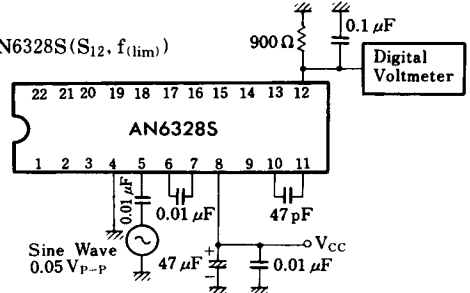 N6328S(S12, f(lim))
900Ω
0.1 μF
Digital
Voltmeter
22 21 20 19 18 17 16 15 14 13 12
AN6328S
1 2 3 4 5 6 7 8 9 10 11
0.01 μF
0.01 μF
47 pF
Sine Wave
0.05 VP-P
47 μF
+
−
VCC
0.01 μF